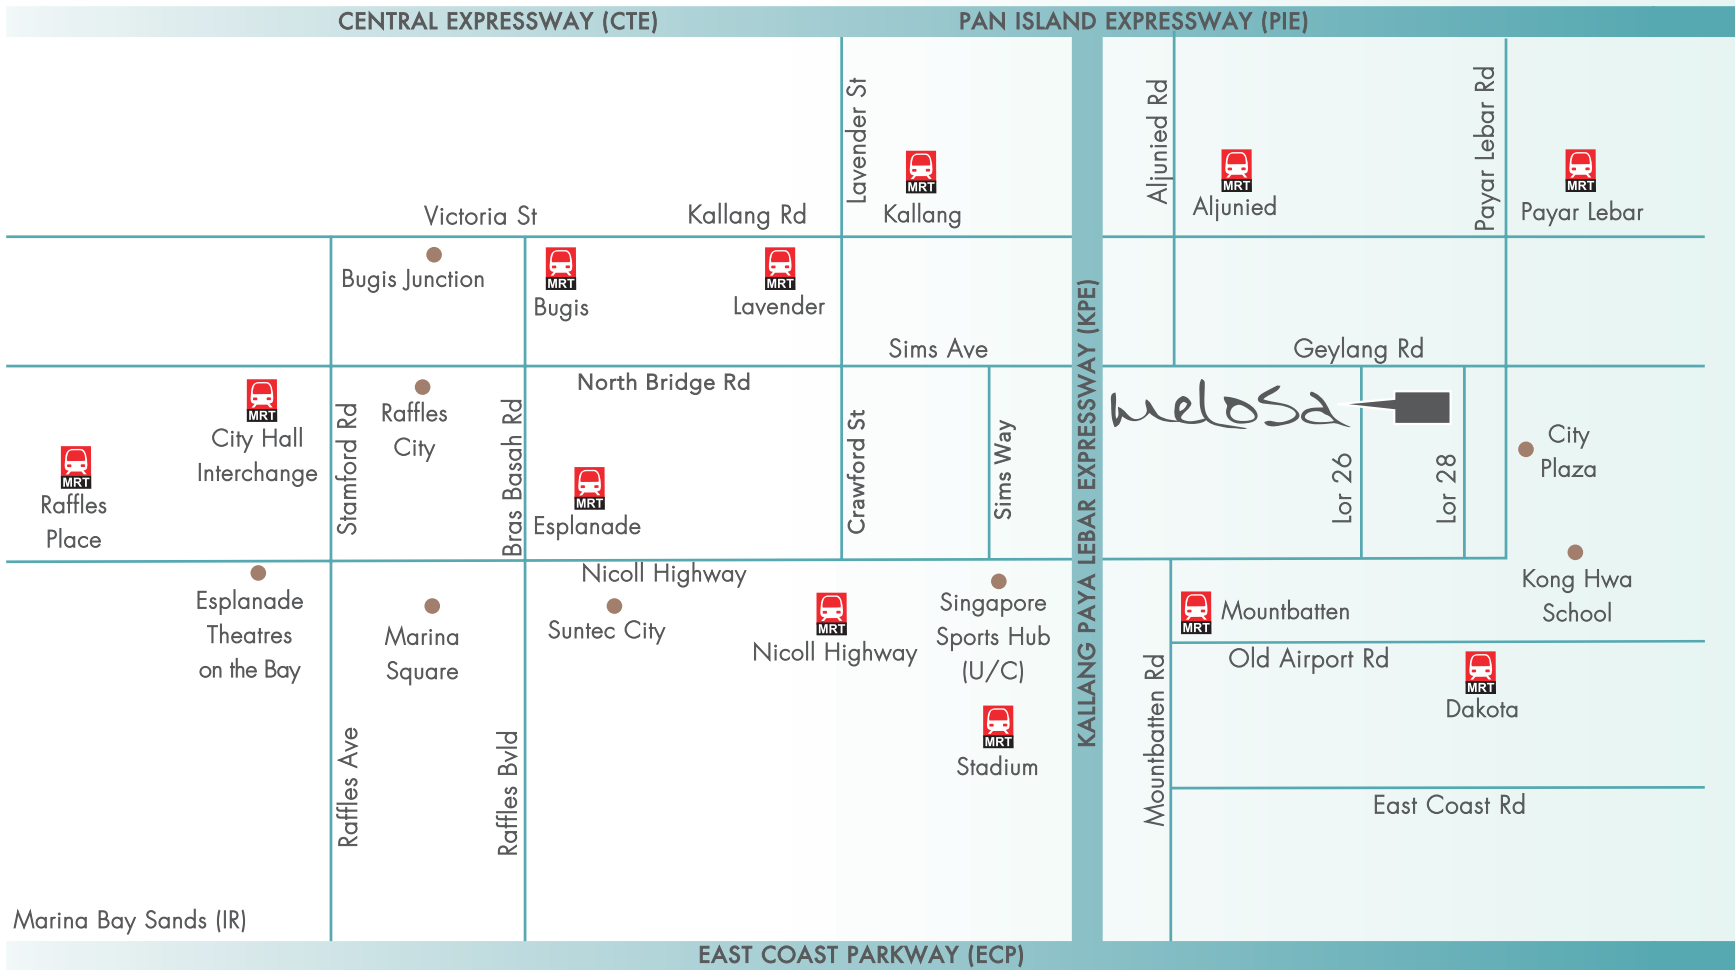 CENTRAL EXPRESSWAY (CTE)
PAN ISLAND EXPRESSWAY (PIE)
Lavender St
Aljunied Rd
Payar Lebar Rd
MRT
Kallang
MRT
Aljunied
MRT
Payar Lebar
Victoria St
Kallang Rd
Bugis Junction
MRT
Bugis
MRT
Lavender
KALLANG PAYA LEBAR EXPRESSWAY (KPE)
Sims Ave
Geylang Rd
North Bridge Rd
MRT
City Hall
Interchange
Stamford Rd
Raffles
City
Bras Basah Rd
Crawford St
Sims Way
melosa
Lor 26
Lor 28
City
Plaza
MRT
Raffles
Place
MRT
Esplanade
Nicoll Highway
Esplanade
Theatres
on the Bay
Marina
Square
Suntec City
MRT
Nicoll Highway
Singapore
Sports Hub
(U/C)
MRT
Stadium
MRT
Mountbatten
Kong Hwa
School
Old Airport Rd
MRT
Dakota
Mountbatten Rd
East Coast Rd
Raffles Ave
Raffles Bvld
Marina Bay Sands (IR)
EAST COAST PARKWAY (ECP)